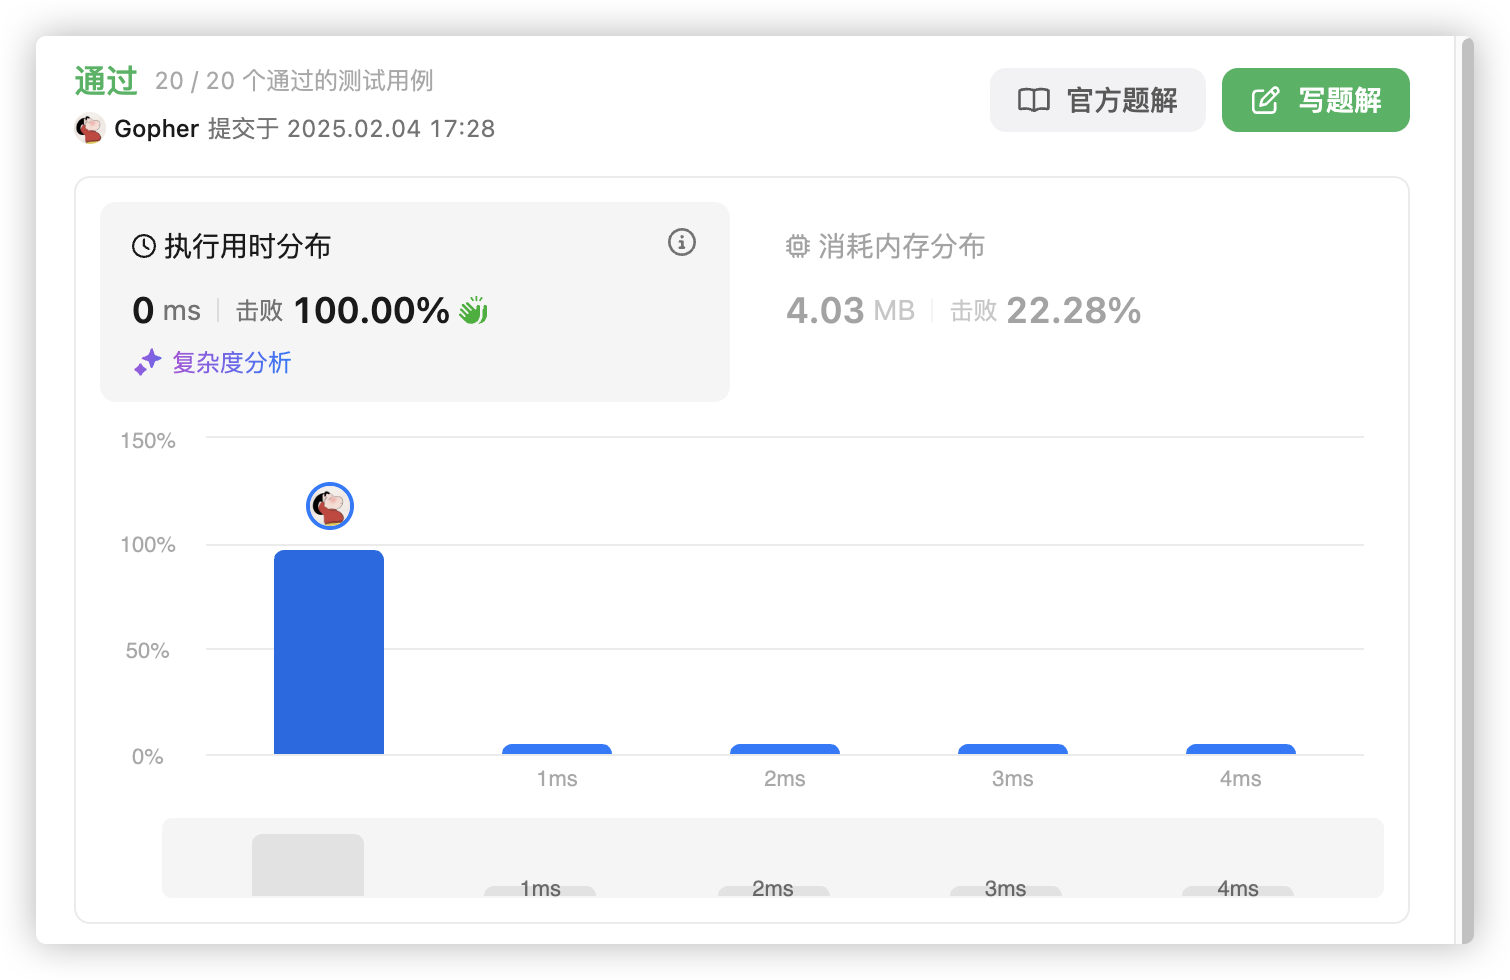 通过 20 / 20 个通过的测试用例
Gopher 提交于 2025.02.04 17:28
官方题解
写题解
执行用时分布
0 ms 击败 100.00%
复杂度分析
消耗内存分布
4.03 MB 击败 22.28%
150%
100%
50%
0%
1ms 2ms 3ms 4ms
1ms 2ms 3ms 4ms